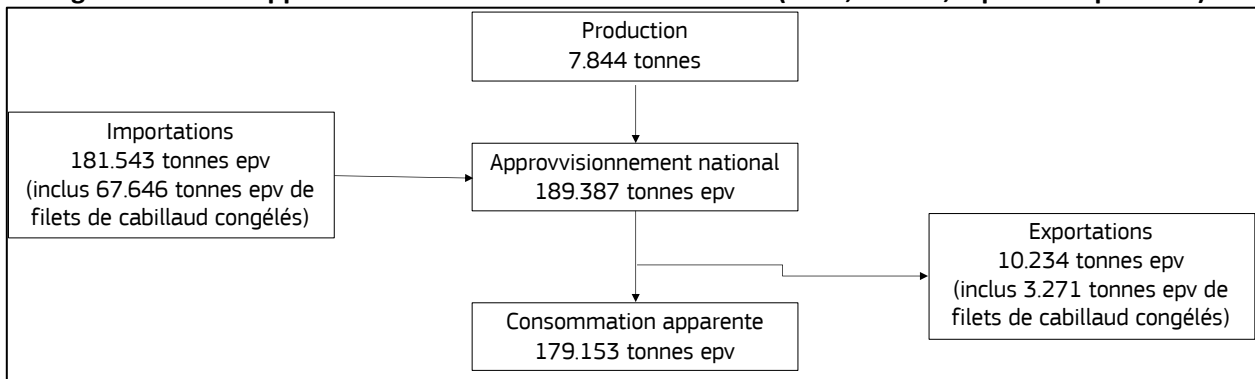 Production
7.844 tonnes
Importations
181.543 tonnes epv
(inclus 67.646 tonnes epv de
filets de cabillaud congélés)
Approvvisionnement national
189.387 tonnes epv
Exportations
10.234 tonnes epv
(inclus 3.271 tonnes epv de
filets de cabillaud congélés)
Consommation apparente
179.153 tonnes epv